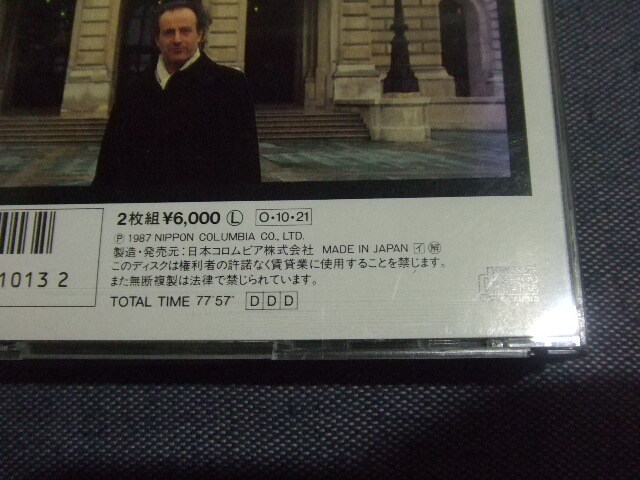 2枚組¥6,000 Ⓛ O・10・21
Ⓟ 1987 NIPPON COLUMBIA CO., LTD.
製造・発売元：日本コロムビア株式会社 MADE IN JAPAN イ 解
このディスクは権利者の許諾なく賃貸業に使用することを禁じます。
また無断複製は法律で禁じられています。
TOTAL TIME 77'57" D D D
10132